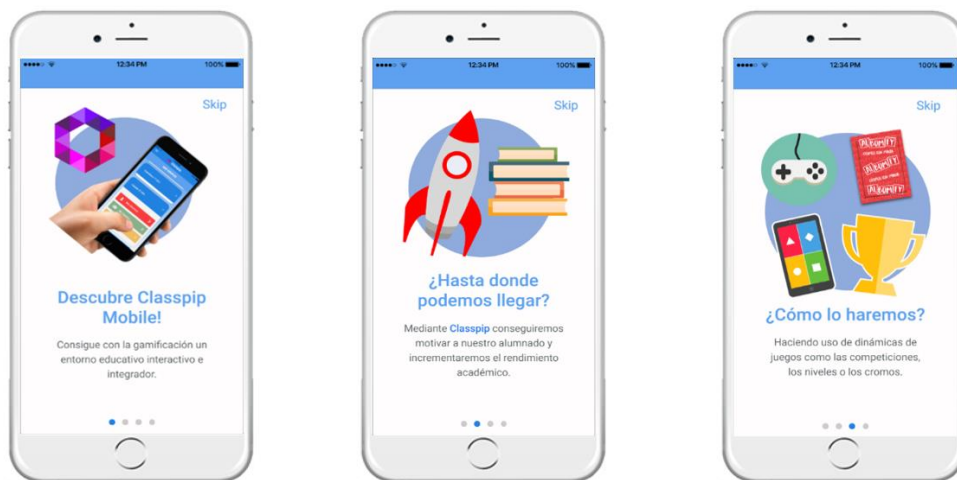 12:34 PM
100%
Skip
Descubre Classpip
Mobile!
Consigue con la gamificación un
entorno educativo interactivo e
integrador.
12:34 PM
100%
Skip
¿Hasta donde
podemos llegar?
Mediante Classpip conseguiremos
motivar a nuestro alumnado y
incrementaremos el rendimiento
académico.
12:34 PM
100%
Skip
¿Cómo lo haremos?
Haciendo uso de dinámicas de
juegos como las competiciones,
los niveles o los cromos.